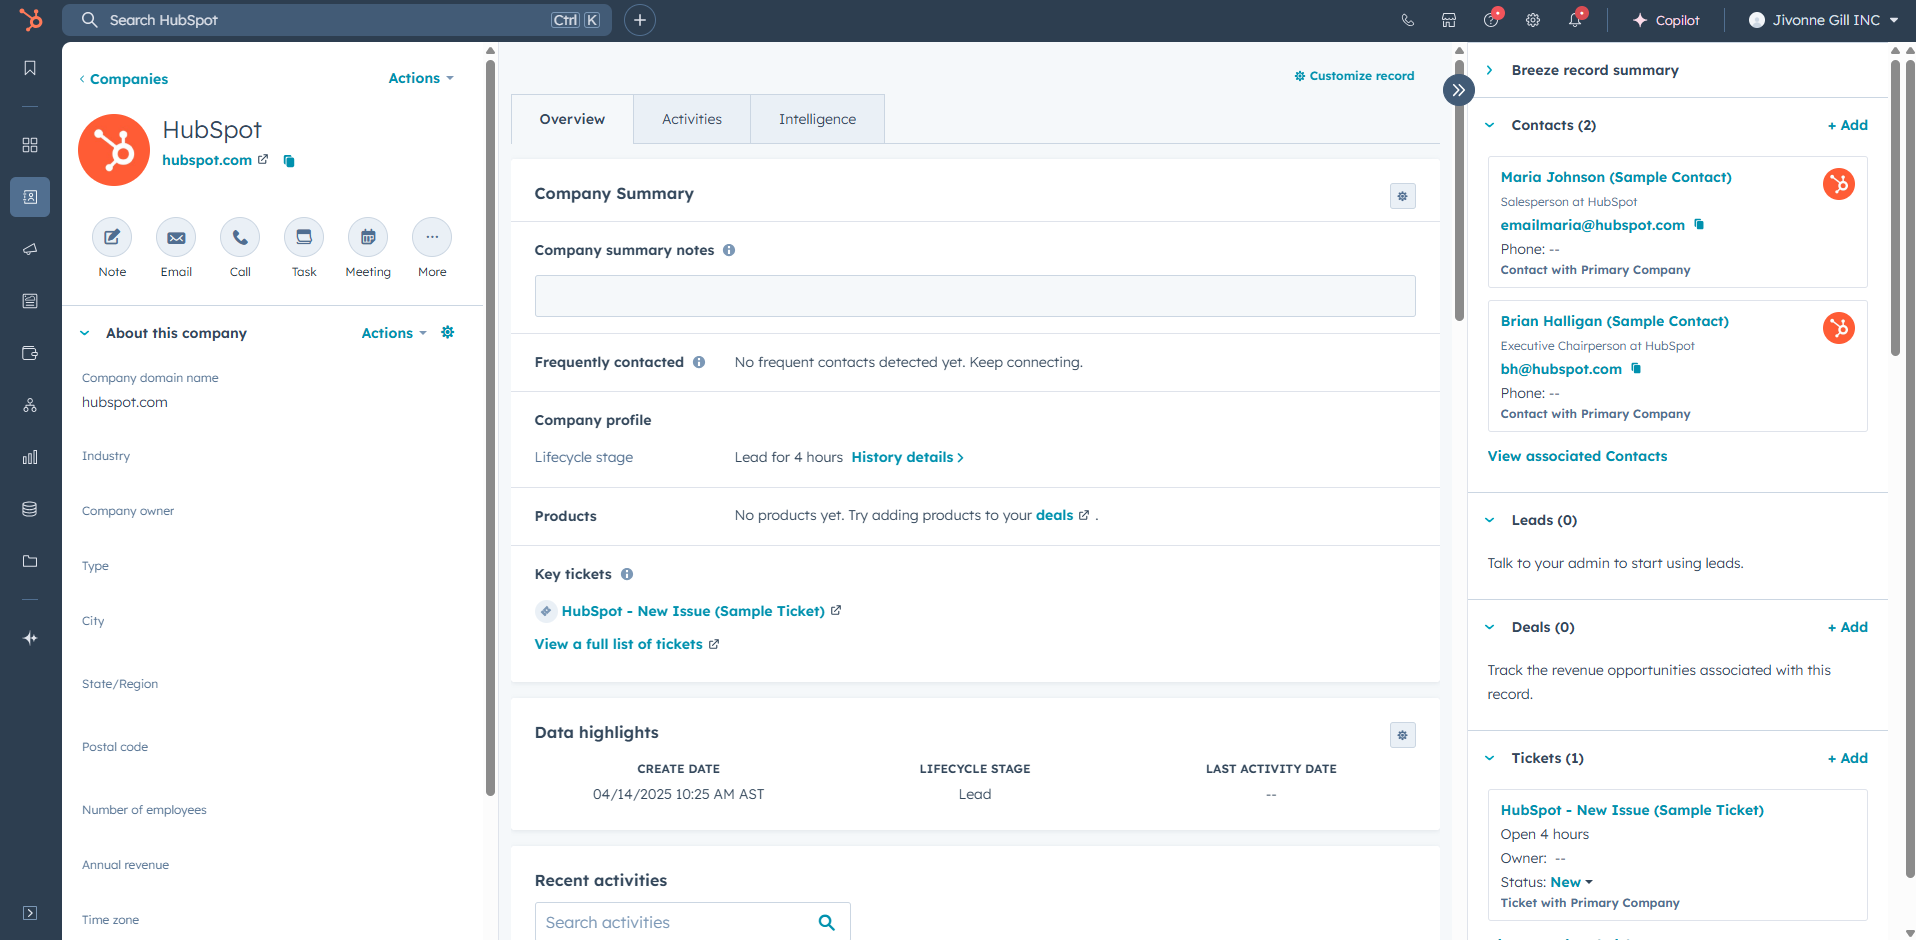 Search HubSpot
Ctrl K
Copilot
Jivonne Gill INC
Companies
Actions
HubSpot
hubspot.com
Note
Email
Call
Task
Meeting
More
About this company
Actions
Company domain name
hubspot.com
Industry
Company owner
Type
City
State/Region
Postal code
Number of employees
Annual revenue
Time zone
Customize record
Overview
Activities
Intelligence
Company Summary
Company summary notes
Frequently contacted
No frequent contacts detected yet. Keep connecting.
Company profile
Lifecycle stage
Lead for 4 hours History details
Products
No products yet. Try adding products to your deals .
Key tickets
HubSpot - New Issue (Sample Ticket)
View a full list of tickets
Data highlights
CREATE DATE
04/14/2025 10:25 AM AST
LIFECYCLE STAGE
Lead
LAST ACTIVITY DATE
--
Recent activities
Search activities
Breeze record summary
Contacts (2)
+ Add
Maria Johnson (Sample Contact)
Salesperson at HubSpot
emailmaria@hubspot.com
Phone: --
Contact with Primary Company
Brian Halligan (Sample Contact)
Executive Chairperson at HubSpot
bh@hubspot.com
Phone: --
Contact with Primary Company
View associated Contacts
Leads (0)
Talk to your admin to start using leads.
Deals (0)
+ Add
Track the revenue opportunities associated with this
record.
Tickets (1)
+ Add
HubSpot - New Issue (Sample Ticket)
Open 4 hours
Owner: --
Status: New
Ticket with Primary Company